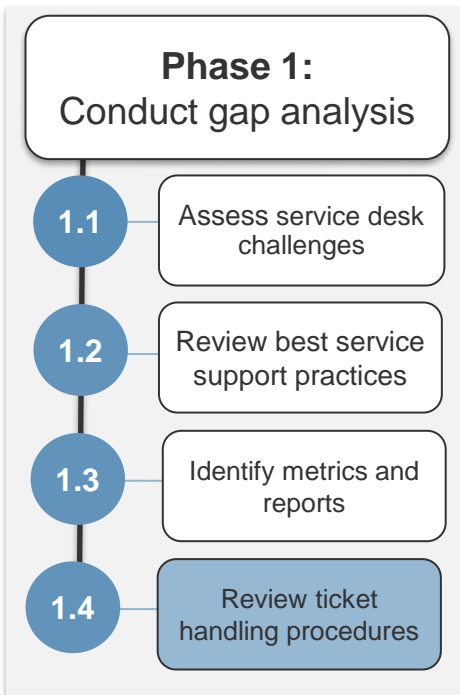 Phase 1:
Conduct gap analysis
1.1
Assess service desk
challenges
1.2
Review best service
support practices
1.3
Identify metrics and
reports
1.4
Review ticket
handling procedures